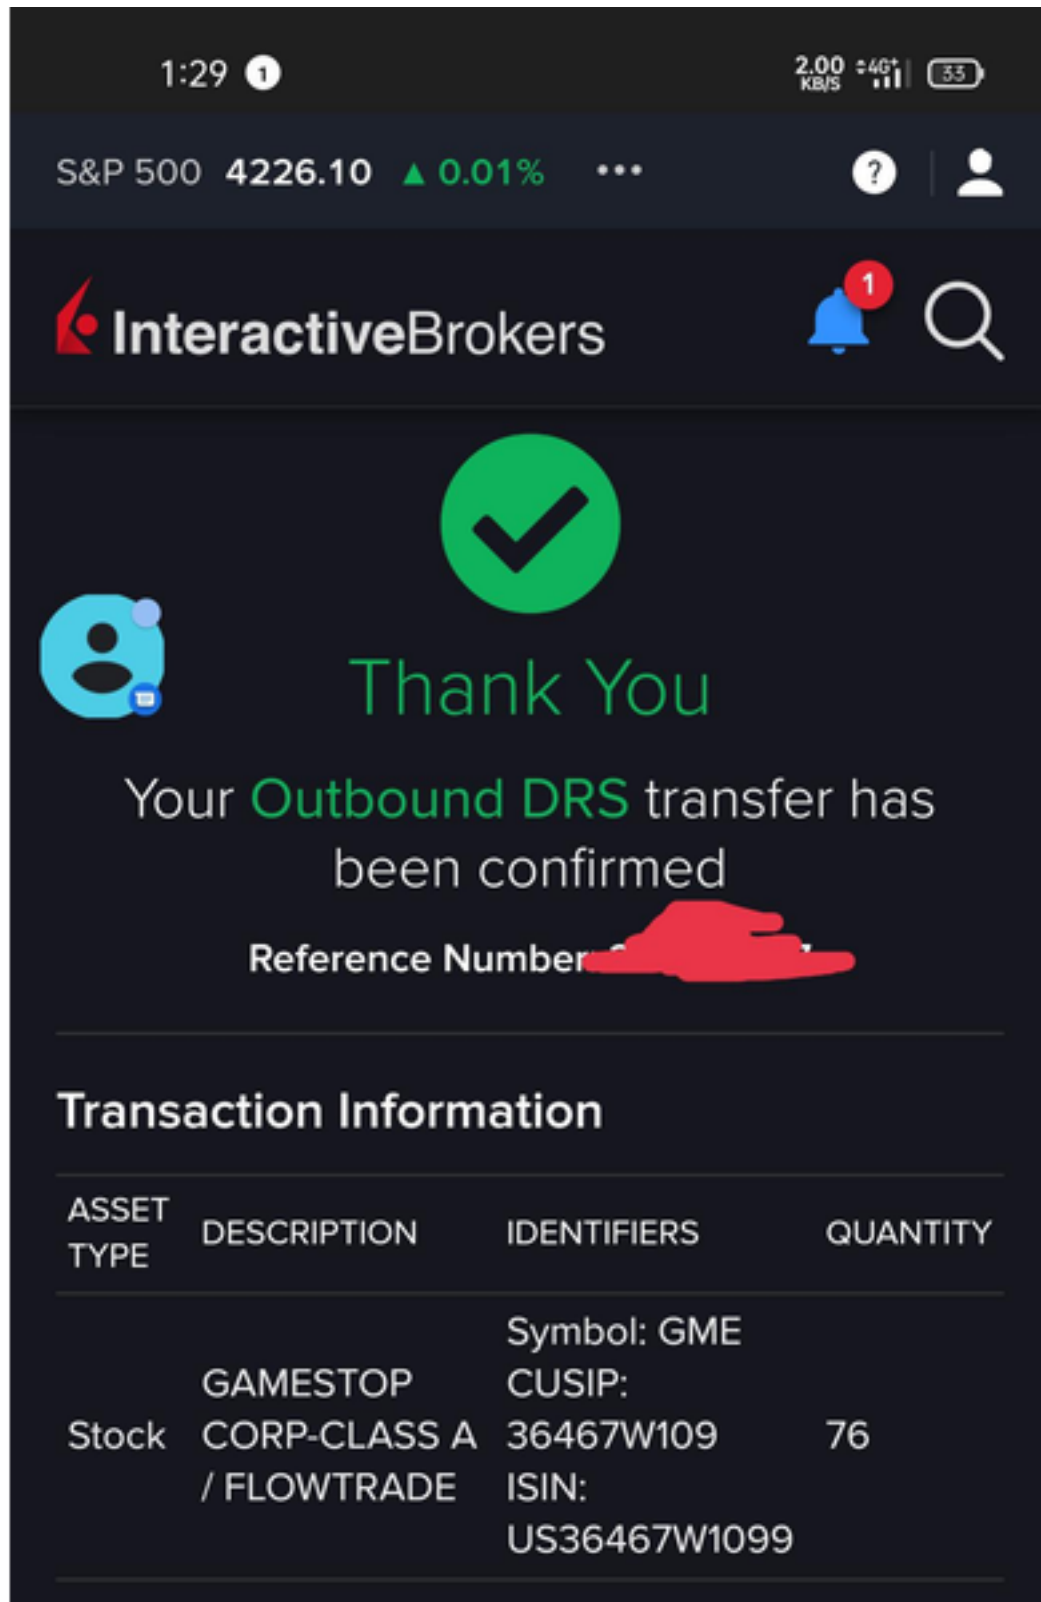 1:29 1 2.00 KB/S 4G+ 33
S&P 500 4226.10 ▲ 0.01% ••• ?
InteractiveBrokers 1
Thank You
Your Outbound DRS transfer has
been confirmed
Reference Number
Transaction Information
ASSET TYPE DESCRIPTION IDENTIFIERS QUANTITY
Symbol: GME
GAMESTOP CUSIP:
Stock CORP-CLASS A 36467W109 76
/ FLOWTRADE ISIN:
US36467W1099